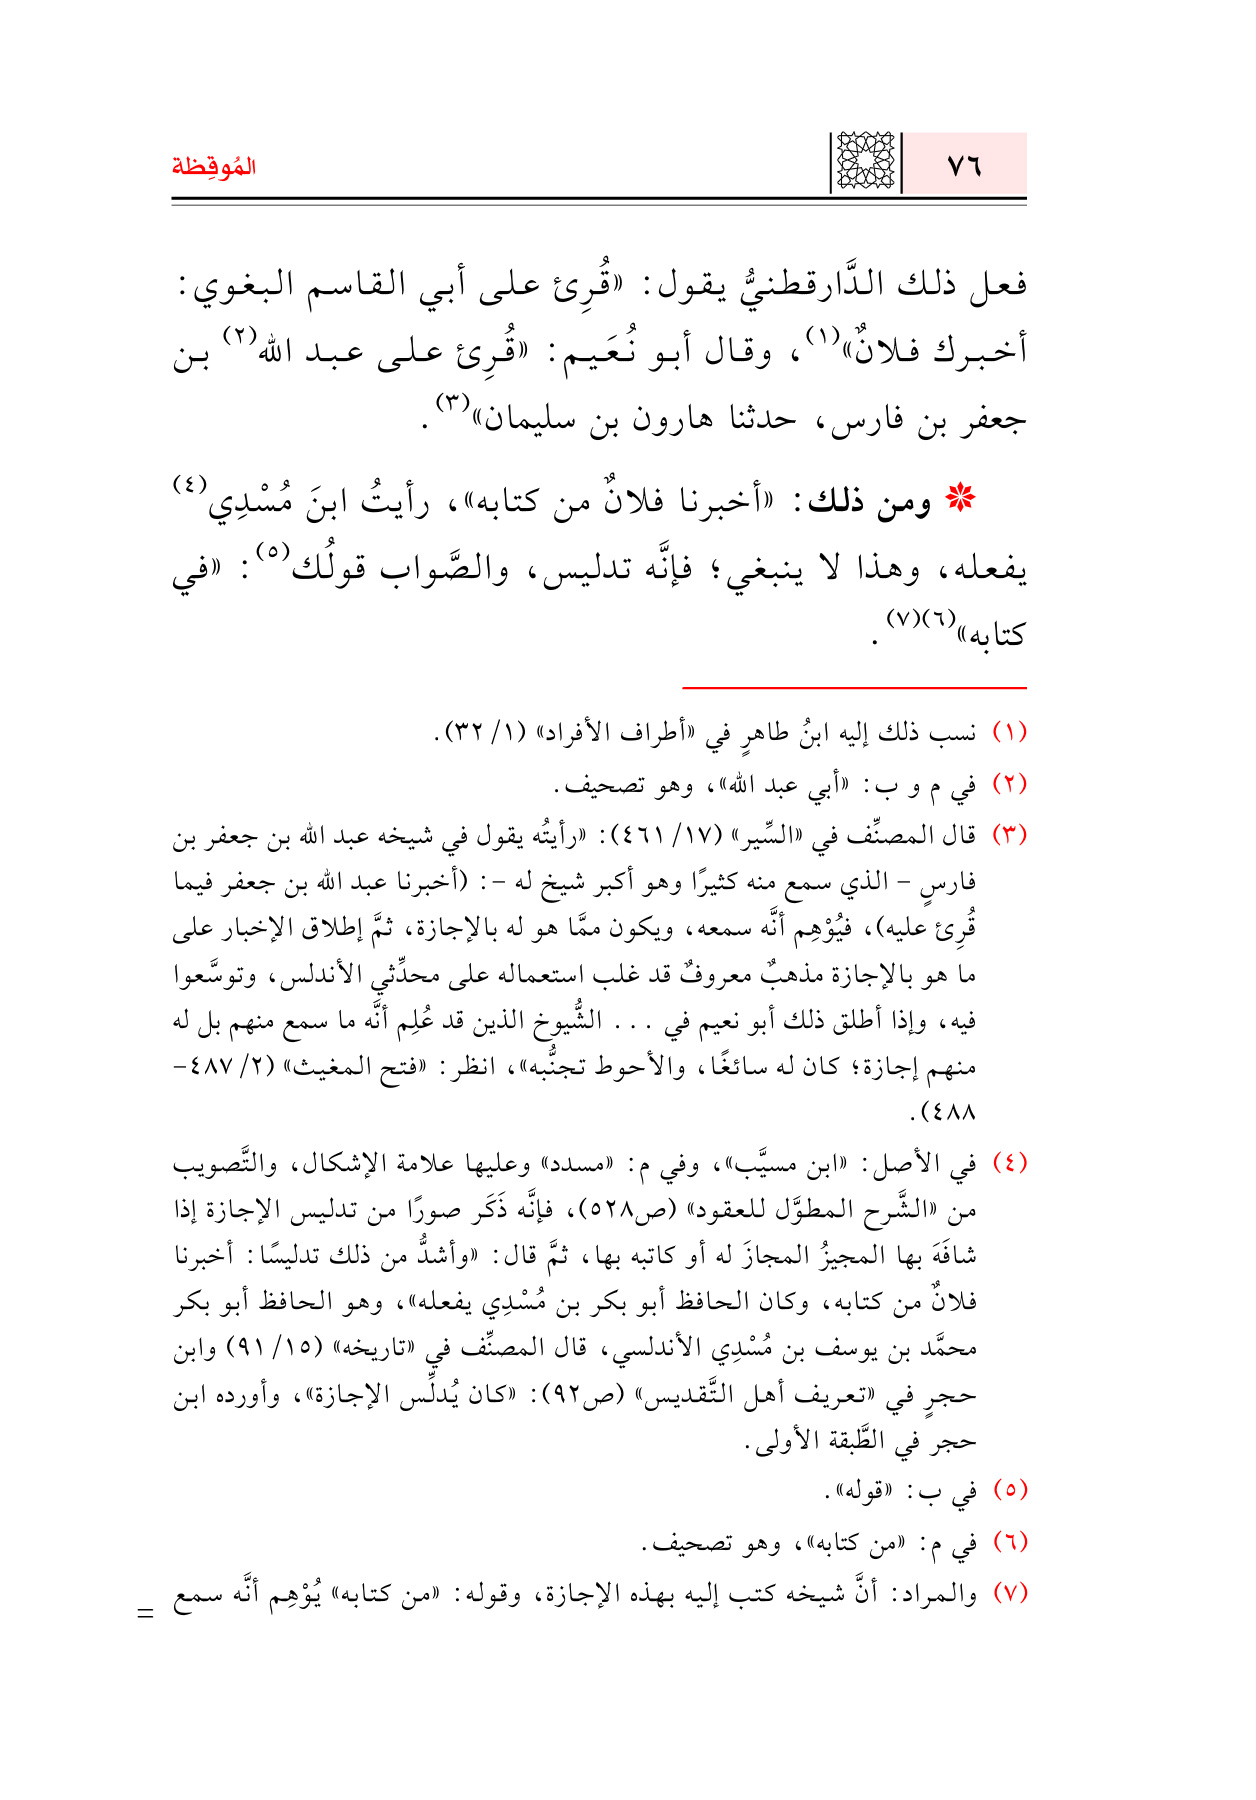 ٧٦
المُوقِظة
فعل ذلك الدَّارقطنيُّ يقول: «قُرِئ على أبي القاسم البغوي:
أخبرك فلانٌ»(١)، وقال أبو نُعَيم: «قُرِئ على عبد الله(٢) بن
جعفر بن فارس، حدثنا هارون بن سليمان»(٣).
ومن ذلك: «أخبرنا فلانٌ من كتابه»، رأيتُ ابنَ مُسْدِي(٤)
يفعله، وهذا لا ينبغي؛ فإنَّه تدليس، والصَّواب قولُك(٥): «في
كتابه»(٦)(٧).
(١) نسب ذلك إليه ابنُ طاهرٍ في «أطراف الأفراد» (١/ ٣٢).
(٢) في م و ب: «أبي عبد الله»، وهو تصحيف.
(٣) قال المصنِّف في «السِّير» (١٧/ ٤٦١): «رأيتُه يقول في شيخه عبد الله بن جعفر بن
فارسٍ – الذي سمع منه كثيرًا وهو أكبر شيخ له –: (أخبرنا عبد الله بن جعفر فيما
قُرِئ عليه)، فيُوْهِم أنَّه سمعه، ويكون ممَّا هو له بالإجازة، ثمَّ إطلاق الإخبار على
ما هو بالإجازة مذهبٌ معروفٌ قد غلب استعماله على محدِّثي الأندلس، وتوسَّعوا
فيه، وإذا أطلق ذلك أبو نعيم في ... الشُّيوخ الذين قد عُلِم أنَّه ما سمع منهم بل له
منهم إجازة؛ كان له سائغًا، والأحوط تجنُّبه»، انظر: «فتح المغيث» (٢/ ٤٨٧-
٤٨٨).
(٤) في الأصل: «ابن مسيَّب»، وفي م: «مسدد» وعليها علامة الإشكال، والتَّصويب
من «الشَّرح المطوَّل للعقود» (ص٥٢٨)، فإنَّه ذَكَر صورًا من تدليس الإجازة إذا
شافَهَ بها المجيزُ المجازَ له أو كاتبه بها، ثمَّ قال: «وأشدُّ من ذلك تدليسًا: أخبرنا
فلانٌ من كتابه، وكان الحافظ أبو بكر بن مُسْدِي يفعله»، وهو الحافظ أبو بكر
محمَّد بن يوسف بن مُسْدِي الأندلسي، قال المصنِّف في «تاريخه» (١٥/ ٩١) وابن
حجرٍ في «تعريف أهل التَّقديس» (ص٩٢): «كان يُدلِّس الإجازة»، وأورده ابن
حجر في الطَّبقة الأولى.
(٥) في ب: «قوله».
(٦) في م: «من كتابه»، وهو تصحيف.
(٧) والمراد: أنَّ شيخه كتب إليه بهذه الإجازة، وقوله: «من كتابه» يُوْهِم أنَّه سمع =